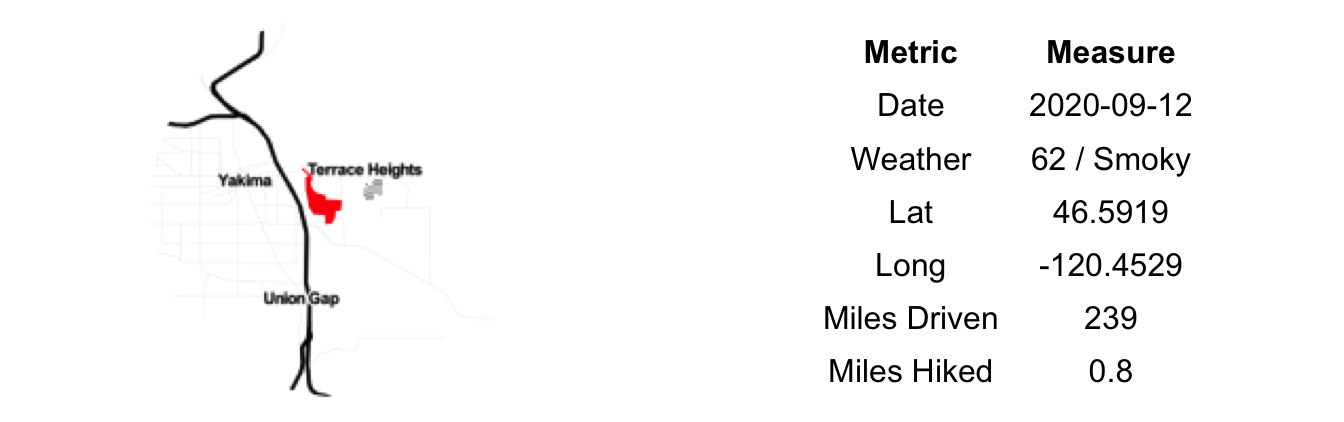 Terrace Heights
Yakima
Union Gap
Metric Measure
Date 2020-09-12
Weather 62 / Smoky
Lat 46.5919
Long -120.4529
Miles Driven 239
Miles Hiked 0.8